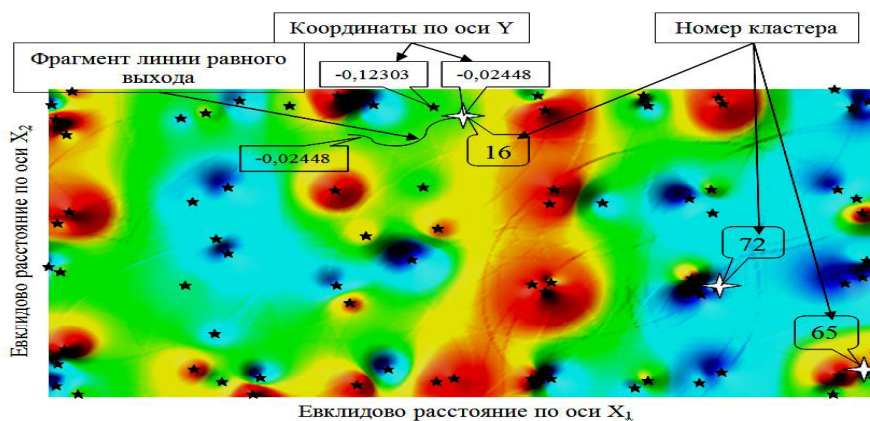 Координаты по оси Y
Номер кластера
Фрагмент линии равного
выхода
-0,12303
-0,02448
-0,02448
16
72
65
Евклидово расстояние по оси X2
Евклидово расстояние по оси X1